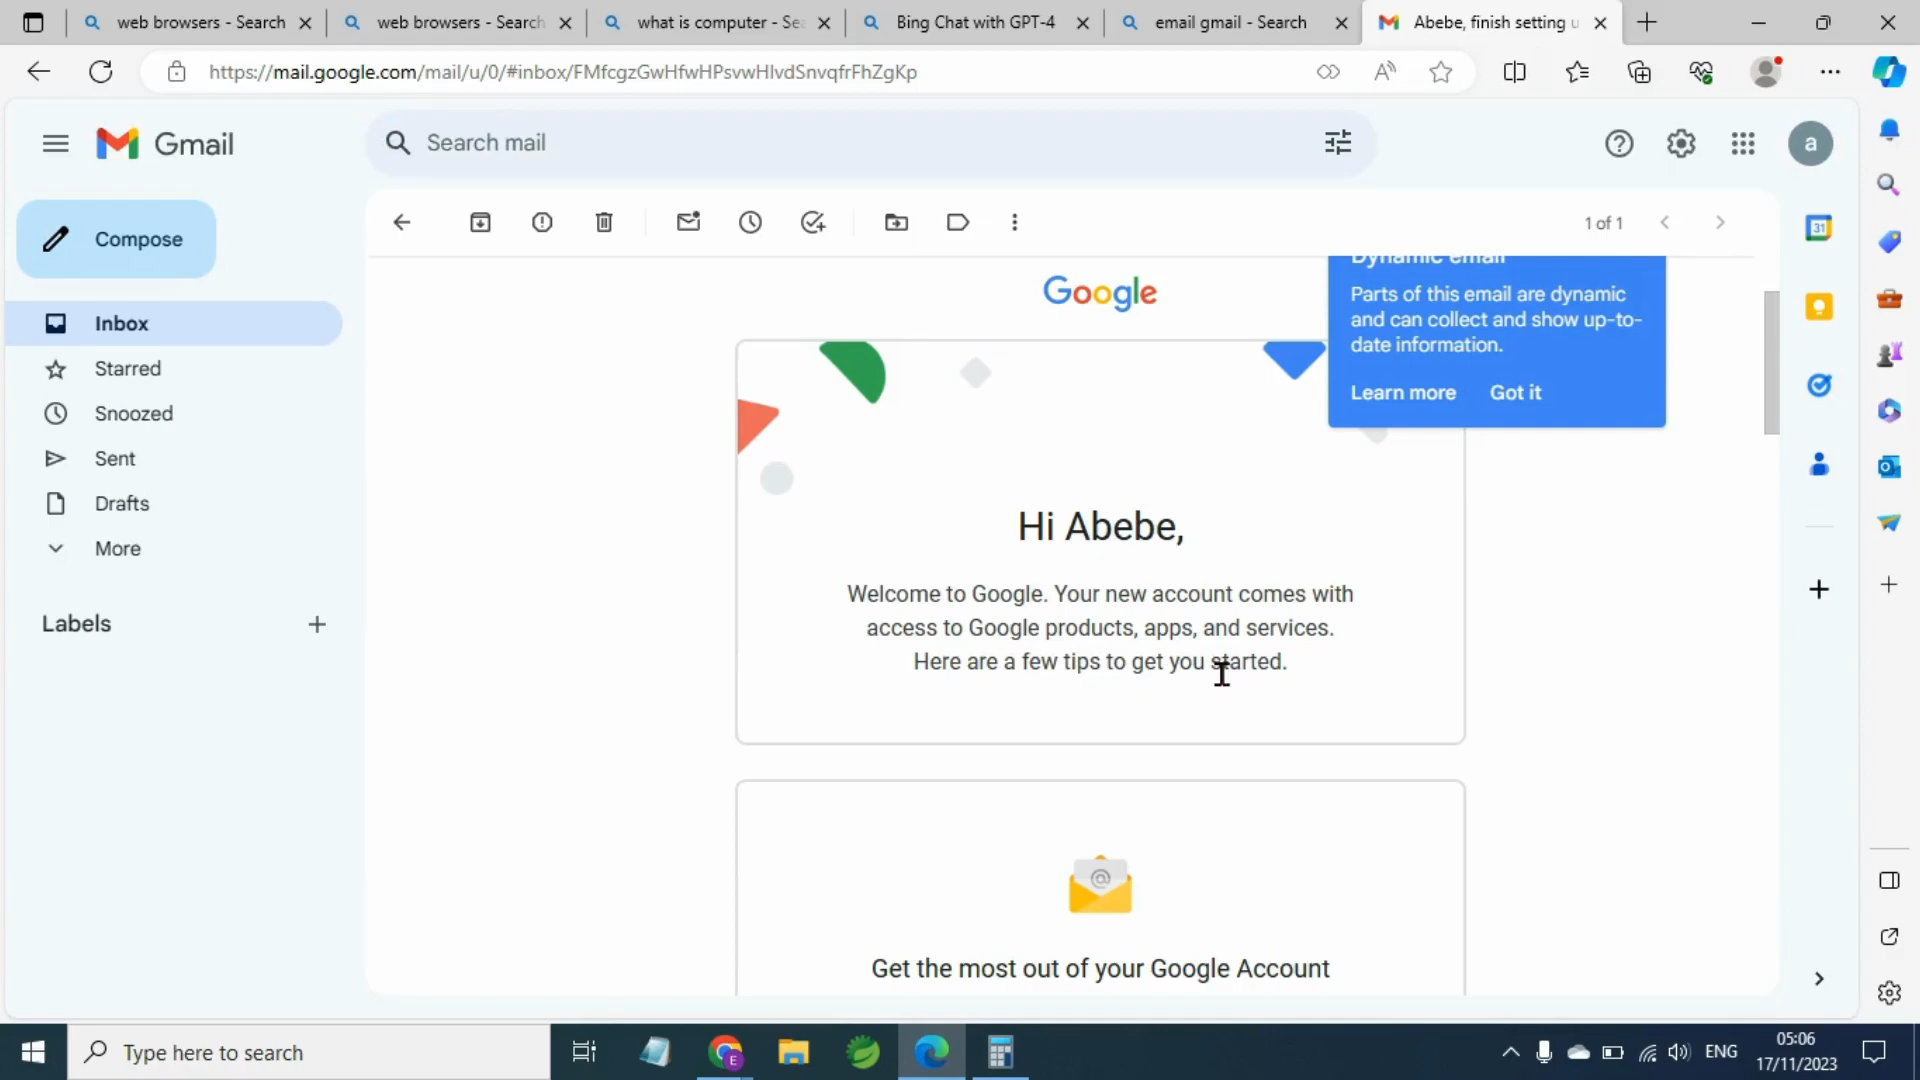 web browsers - Search
web browsers - Search
what is computer - Se
Bing Chat with GPT-4
email gmail - Search
Abebe, finish setting u
https://mail.google.com/mail/u/0/#inbox/FMfcgzGwHfwHPsvwHlvdSnvqfrFhZgKp
Gmail
Search mail
a
Compose
1 of 1
31
Inbox
Starred
Snoozed
Sent
Drafts
More
Labels
Google
Dynamic email
Parts of this email are dynamic
and can collect and show up-to-
date information.
Learn more
Got it
Hi Abebe,
Welcome to Google. Your new account comes with
access to Google products, apps, and services.
Here are a few tips to get you started.
@
Get the most out of your Google Account
Type here to search
E
ENG
05:06
17/11/2023